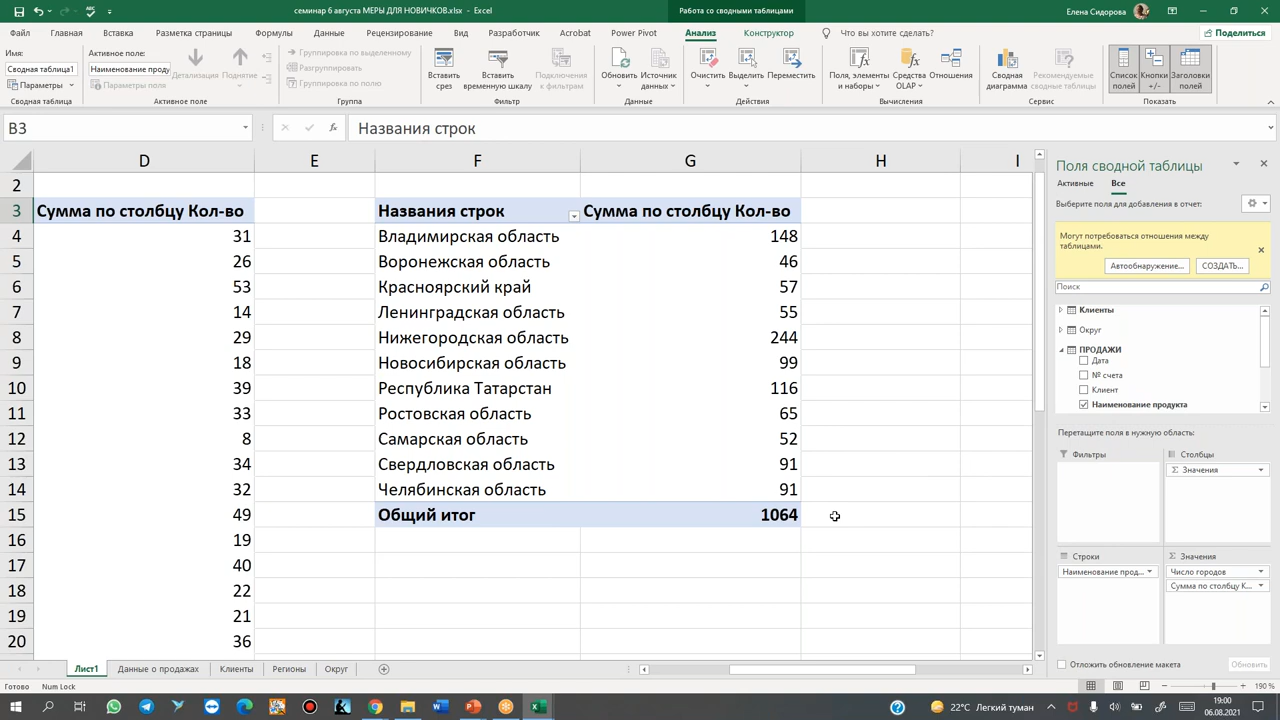 семинар 6 августа МЕРЫ ДЛЯ НОВИЧКОВ.xlsx - Excel
Работа со сводными таблицами
Елена Сидорова
Файл Главная Вставка Разметка страницы Формулы Данные Рецензирование Вид Разработчик Acrobat Power Pivot Анализ Конструктор Что вы хотите сделать? Поделиться
Имя:
Сводная таблица1
Параметры
Сводная таблица
Активное поле:
Наименование проду
Параметры поля
Детализация
Поднятие
Активное поле
Группировка по выделенному
Разгруппировать
Группировка по полю
Группа
Вставить срез
Вставить временную шкалу
Подключения к фильтрам
Фильтр
Обновить
Источник данных
Данные
Очистить
Выделить
Переместить
Действия
Поля, элементы и наборы
Средства OLAP
Отношения
Вычисления
Сводная диаграмма
Рекомендуемые сводные таблицы
Сервис
Список полей
Кнопки +/-
Заголовки полей
Показать
B3 fx Названия строк
D E F G H I
2
3 Сумма по столбцу Кол-во Названия строк Сумма по столбцу Кол-во
4 31 Владимирская область 148
5 26 Воронежская область 46
6 53 Красноярский край 57
7 14 Ленинградская область 55
8 29 Нижегородская область 244
9 18 Новосибирская область 99
10 39 Республика Татарстан 116
11 33 Ростовская область 65
12 8 Самарская область 52
13 34 Свердловская область 91
14 32 Челябинская область 91
15 49 Общий итог 1064
16 19
17 40
18 22
19 21
20 36
Поля сводной таблицы
Активные Все
Выберите поля для добавления в отчет:
Могут потребоваться отношения между
таблицами.
Автообнаружение... СОЗДАТЬ...
Поиск
Клиенты
Округ
ПРОДАЖИ
Дата
№ счета
Клиент
Наименование продукта
Перетащите поля в нужную область:
Фильтры Столбцы
Σ Значения
Строки Σ Значения
Наименование прод... Число городов
Сумма по столбцу К...
Отложить обновление макета Обновить
Лист1 Данные о продажах Клиенты Регионы Округ
Готово Num Lock 190 %
22°C Легкий туман
19:00
06.08.2021